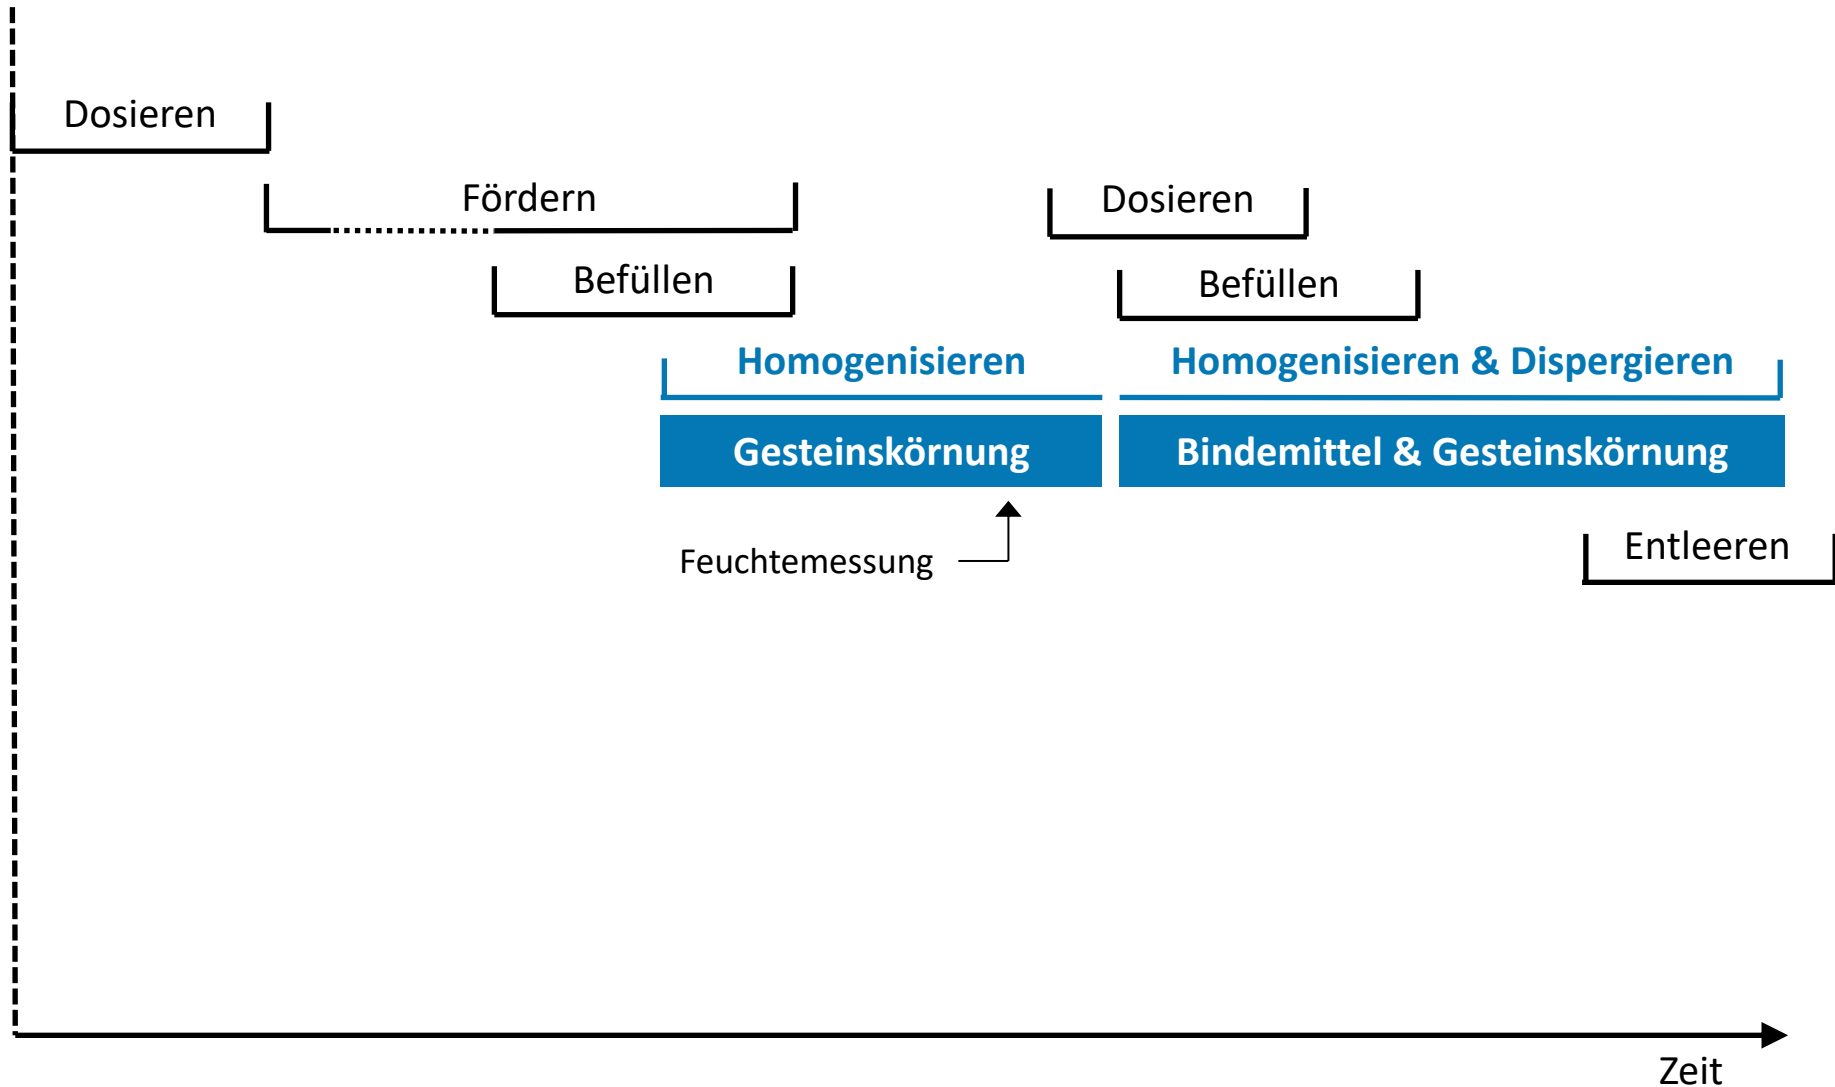 Dosieren
Fördern
Dosieren
Befüllen
Befüllen
Homogenisieren
Homogenisieren & Dispergieren
Gesteinskörnung
Bindemittel & Gesteinskörnung
Feuchtemessung
Entleeren
Zeit